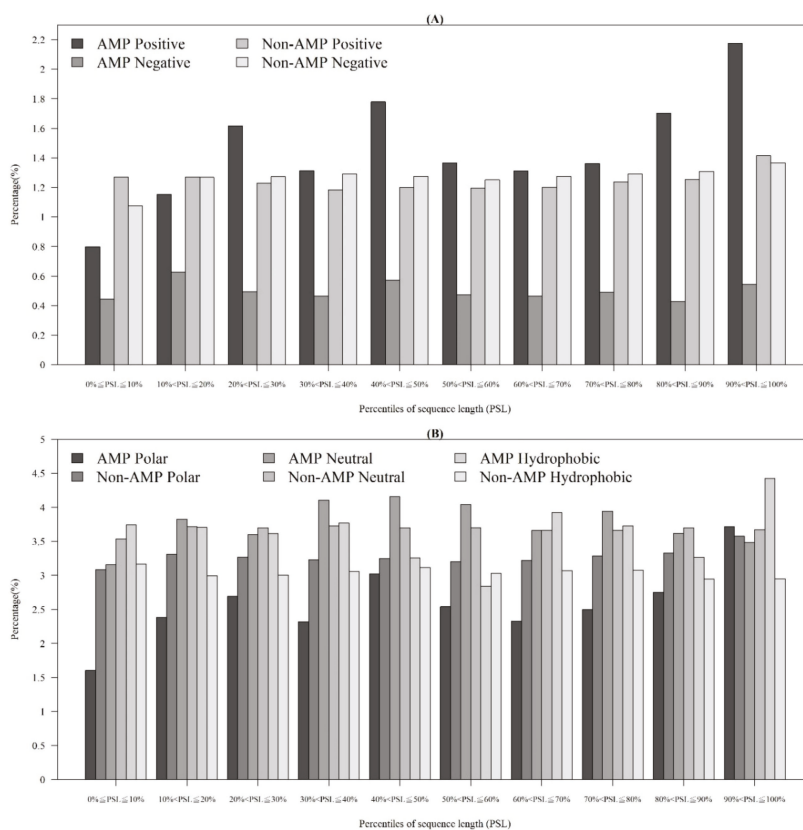 (A)
AMP Positive
Non-AMP Positive
AMP Negative
Non-AMP Negative
Percentage(%)
2.2
2
1.8
1.6
1.4
1.2
1
0.8
0.6
0.4
0.2
0
0%≦PSL≦10% 10%<PSL≦20% 20%<PSL≦30% 30%<PSL≦40% 40%<PSL≦50% 50%<PSL≦60% 60%<PSL≦70% 70%<PSL≦80% 80%<PSL≦90% 90%<PSL≦100%
Percentiles of sequence length (PSL)
(B)
AMP Polar
AMP Neutral
AMP Hydrophobic
Non-AMP Polar
Non-AMP Neutral
Non-AMP Hydrophobic
Percentage(%)
5
4.5
4
3.5
3
2.5
2
1.5
1
0.5
0
0%≦PSL≦10% 10%<PSL≦20% 20%<PSL≦30% 30%<PSL≦40% 40%<PSL≦50% 50%<PSL≦60% 60%<PSL≦70% 70%<PSL≦80% 80%<PSL≦90% 90%<PSL≦100%
Percentiles of sequence length (PSL)